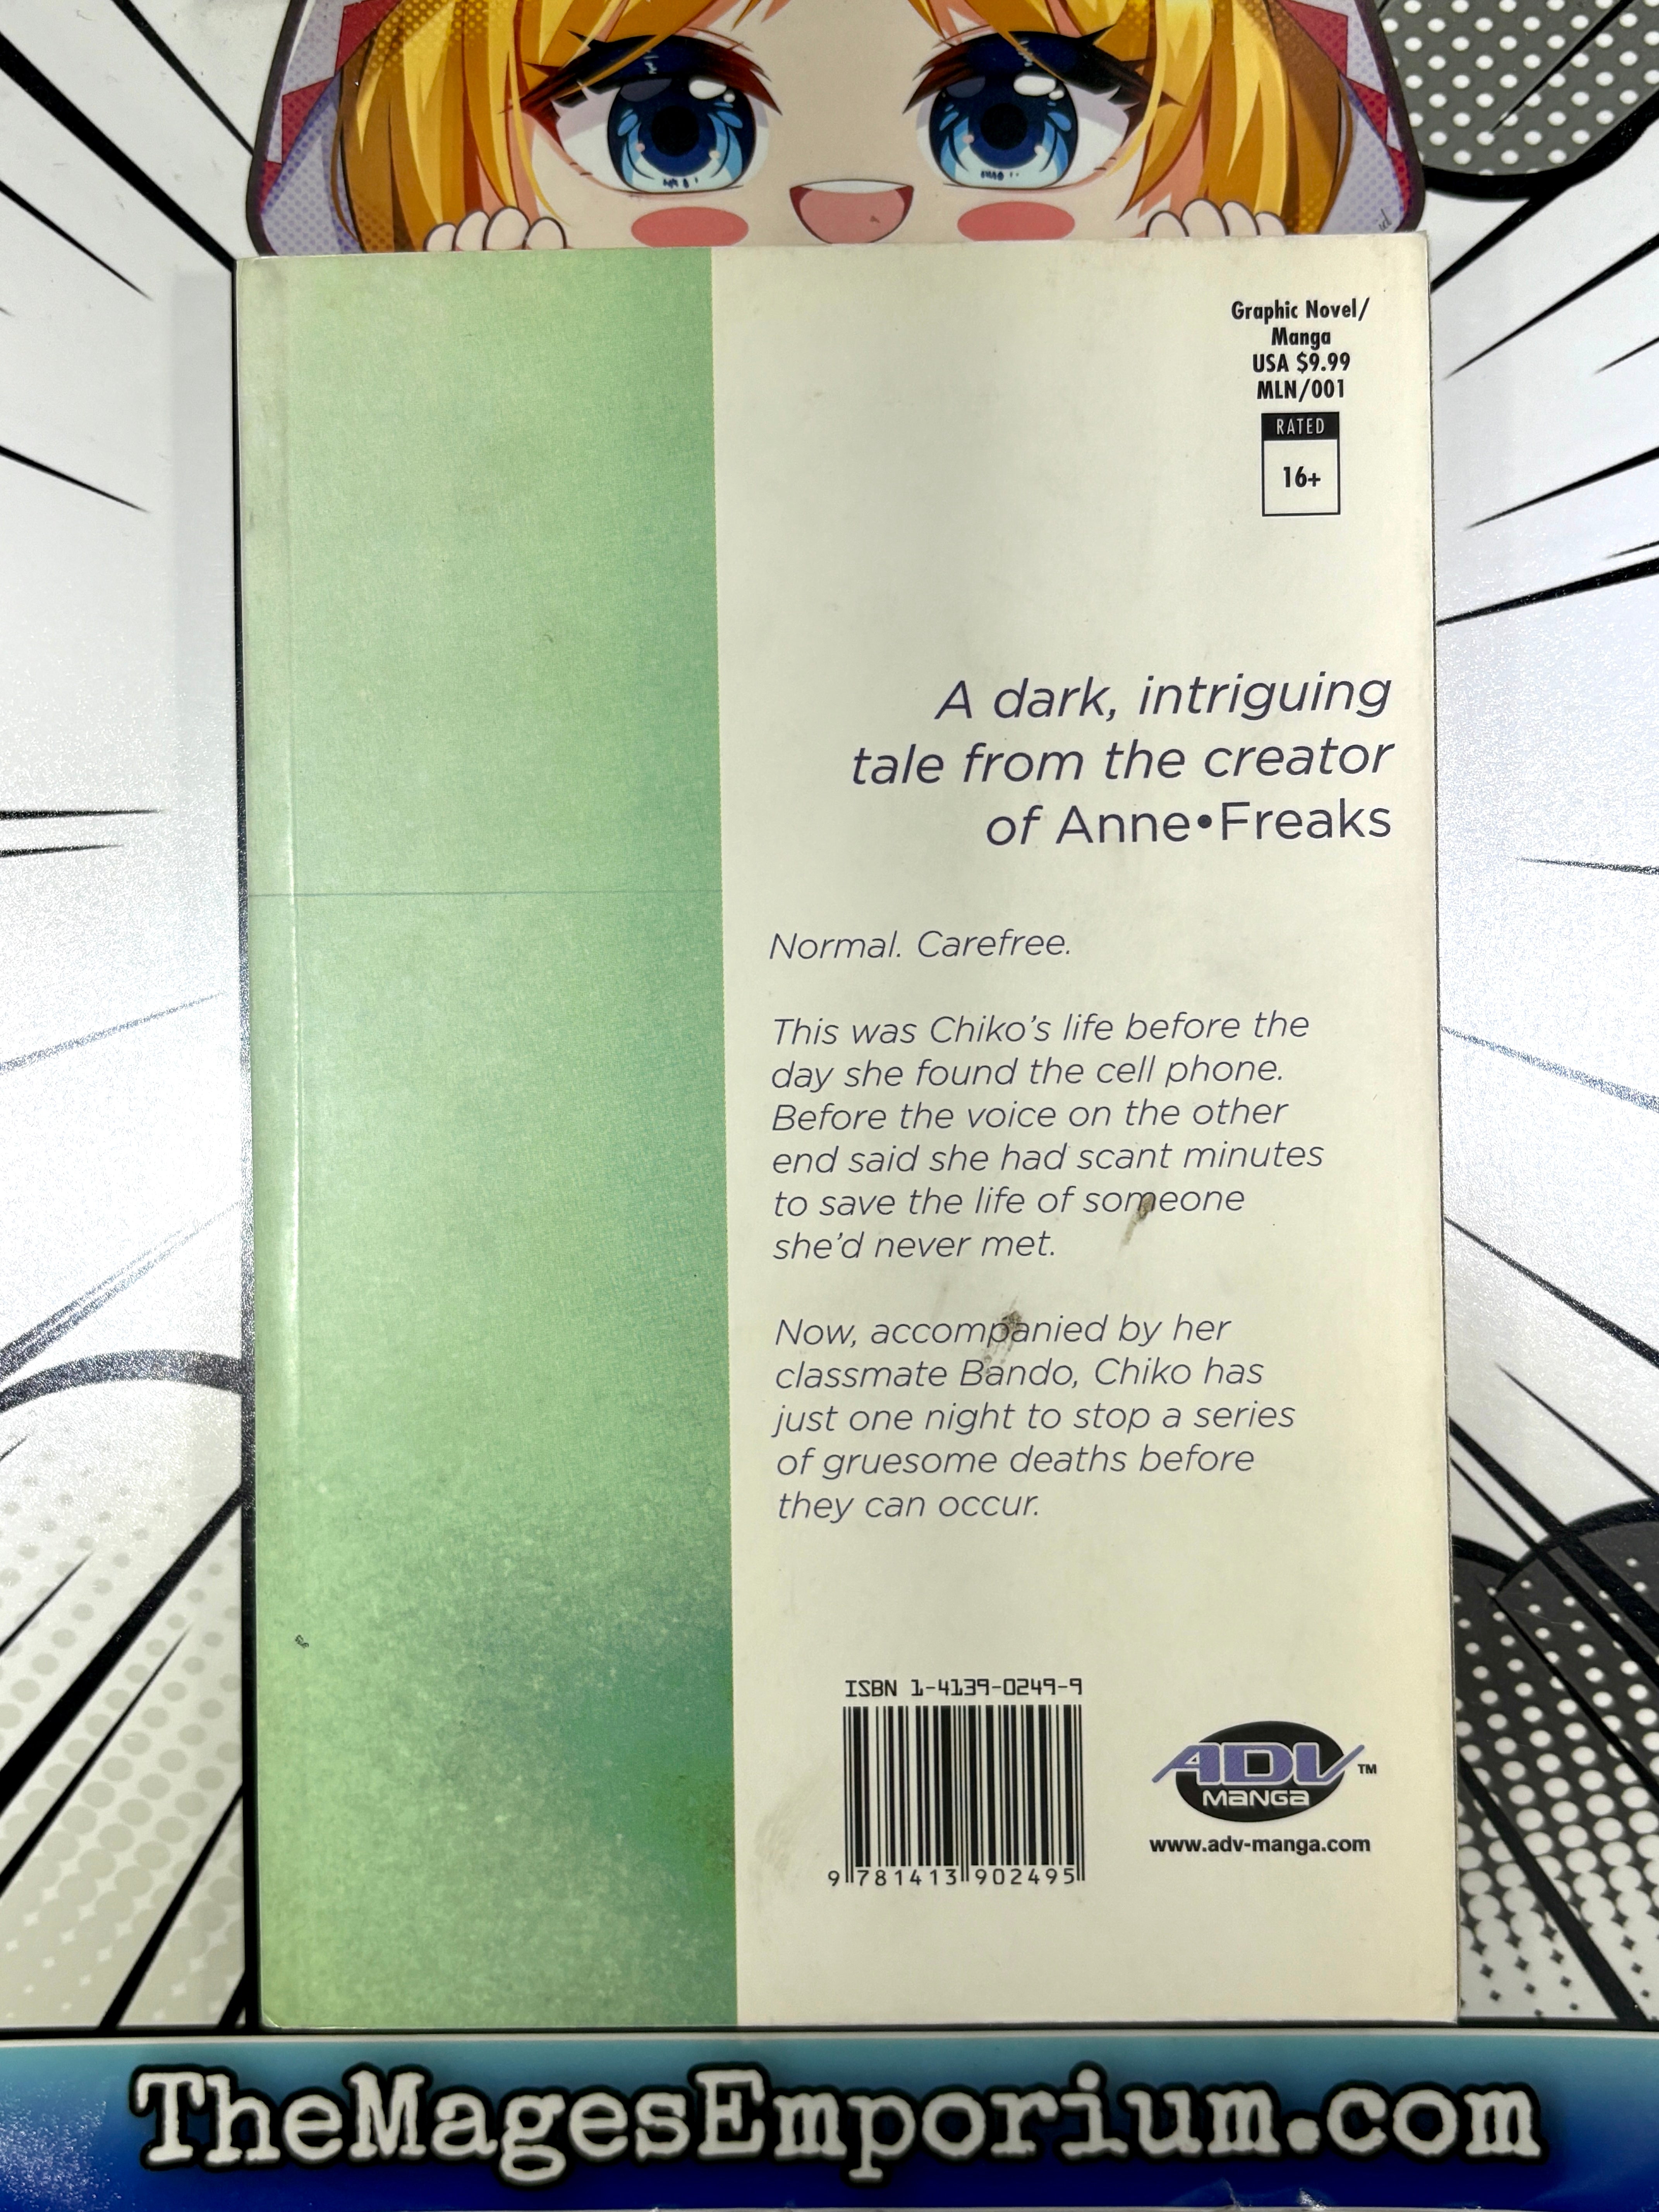 Graphic Novel/
Manga
USA $9.99
MLN/001
RATED
16+
A dark, intriguing
tale from the creator
of Anne•Freaks
Normal. Carefree.
This was Chiko's life before the
day she found the cell phone.
Before the voice on the other
end said she had scant minutes
to save the life of someone
she'd never met.
Now, accompanied by her
classmate Bando, Chiko has
just one night to stop a series
of gruesome deaths before
they can occur.
ISBN 1-4139-0249-9
9 781413 902495
ADV
MANGA
TM
www.adv-manga.com
TheMagesEmporium.com